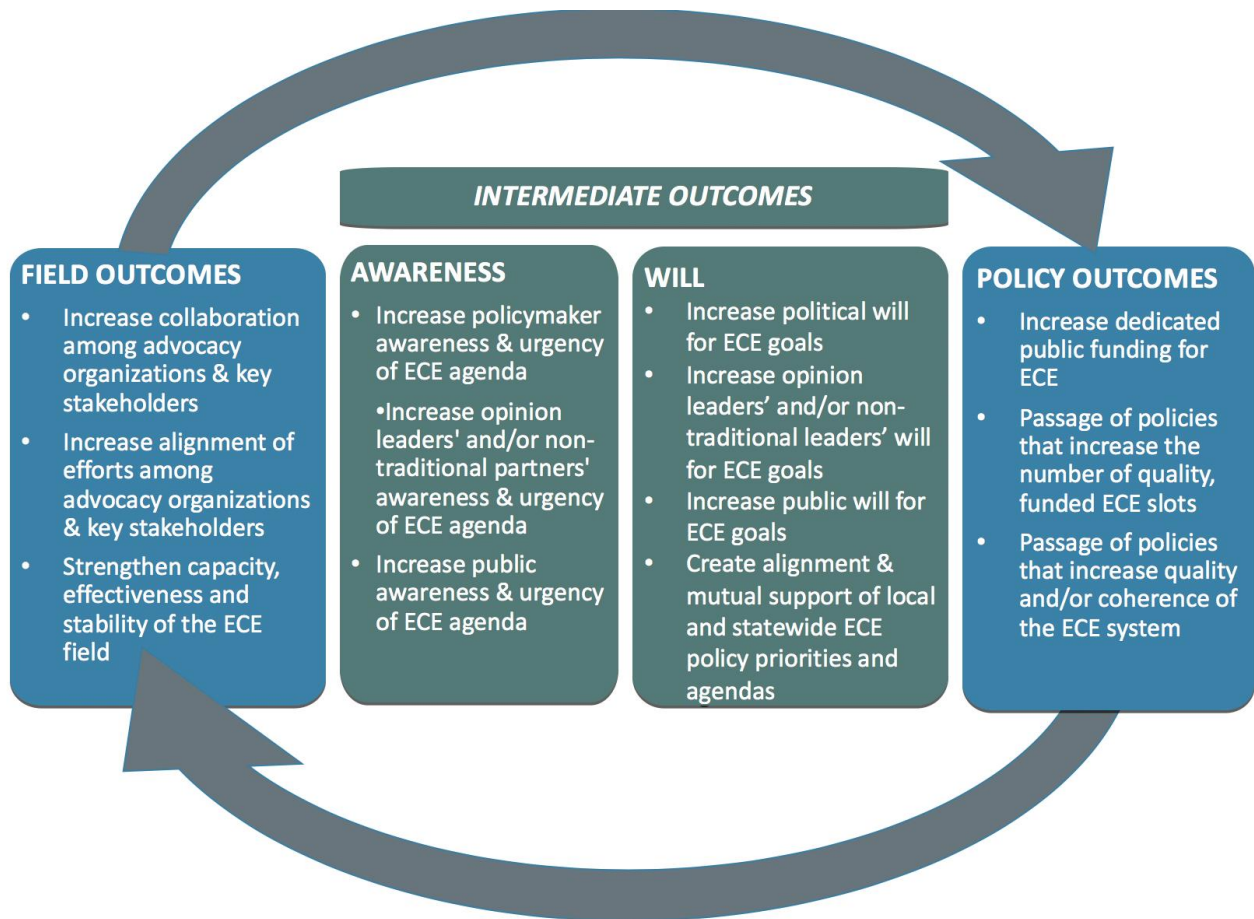 INTERMEDIATE OUTCOMES
FIELD OUTCOMES
• Increase collaboration
among advocacy
organizations & key
stakeholders
• Increase alignment of
efforts among
advocacy organizations
& key stakeholders
• Strengthen capacity,
effectiveness and
stability of the ECE
field
AWARENESS
• Increase policymaker
awareness & urgency
of ECE agenda
•Increase opinion
leaders' and/or non-
traditional partners'
awareness & urgency
of ECE agenda
• Increase public
awareness & urgency
of ECE agenda
WILL
• Increase political will
for ECE goals
• Increase opinion
leaders’ and/or non-
traditional leaders’ will
for ECE goals
• Increase public will for
ECE goals
• Create alignment &
mutual support of local
and statewide ECE
policy priorities and
agendas
POLICY OUTCOMES
• Increase dedicated
public funding for
ECE
• Passage of policies
that increase the
number of quality,
funded ECE slots
• Passage of policies
that increase quality
and/or coherence of
the ECE system